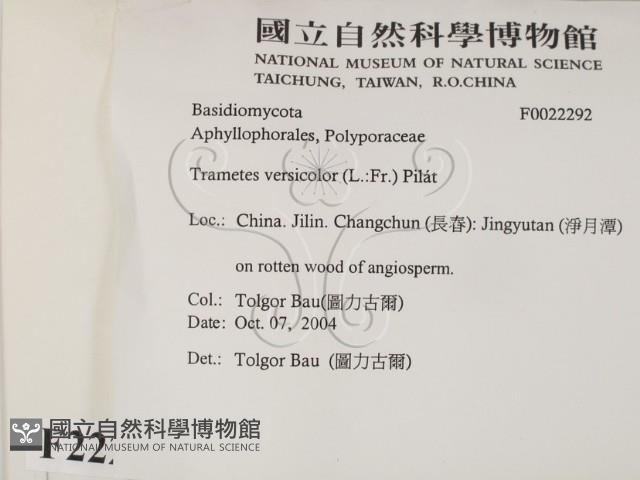 國立自然科學博物館
NATIONAL MUSEUM OF NATURAL SCIENCE
TAICHUNG, TAIWAN, R.O.CHINA
Basidiomycota F0022292
Aphyllophorales, Polyporaceae
Trametes versicolor (L.:Fr.) Pilát
Loc.: China. Jilin. Changchun (長春): Jingyutan (淨月潭)
on rotten wood of angiosperm.
Col.: Tolgor Bau(圖力古爾)
Date: Oct. 07, 2004
Det.: Tolgor Bau (圖力古爾)
國立自然科學博物館
NATIONAL MUSEUM OF NATURAL SCIENCE
F 22